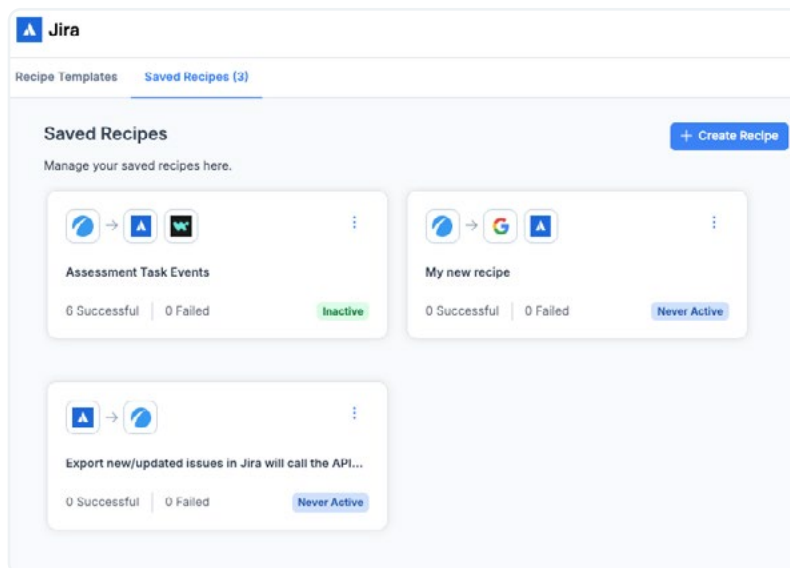 Jira
Recipe Templates Saved Recipes (3)
Saved Recipes
+ Create Recipe
Manage your saved recipes here.
Assessment Task Events
6 Successful 0 Failed Inactive
My new recipe
0 Successful 0 Failed Never Active
Export new/updated issues in Jira will call the API...
0 Successful 0 Failed Never Active